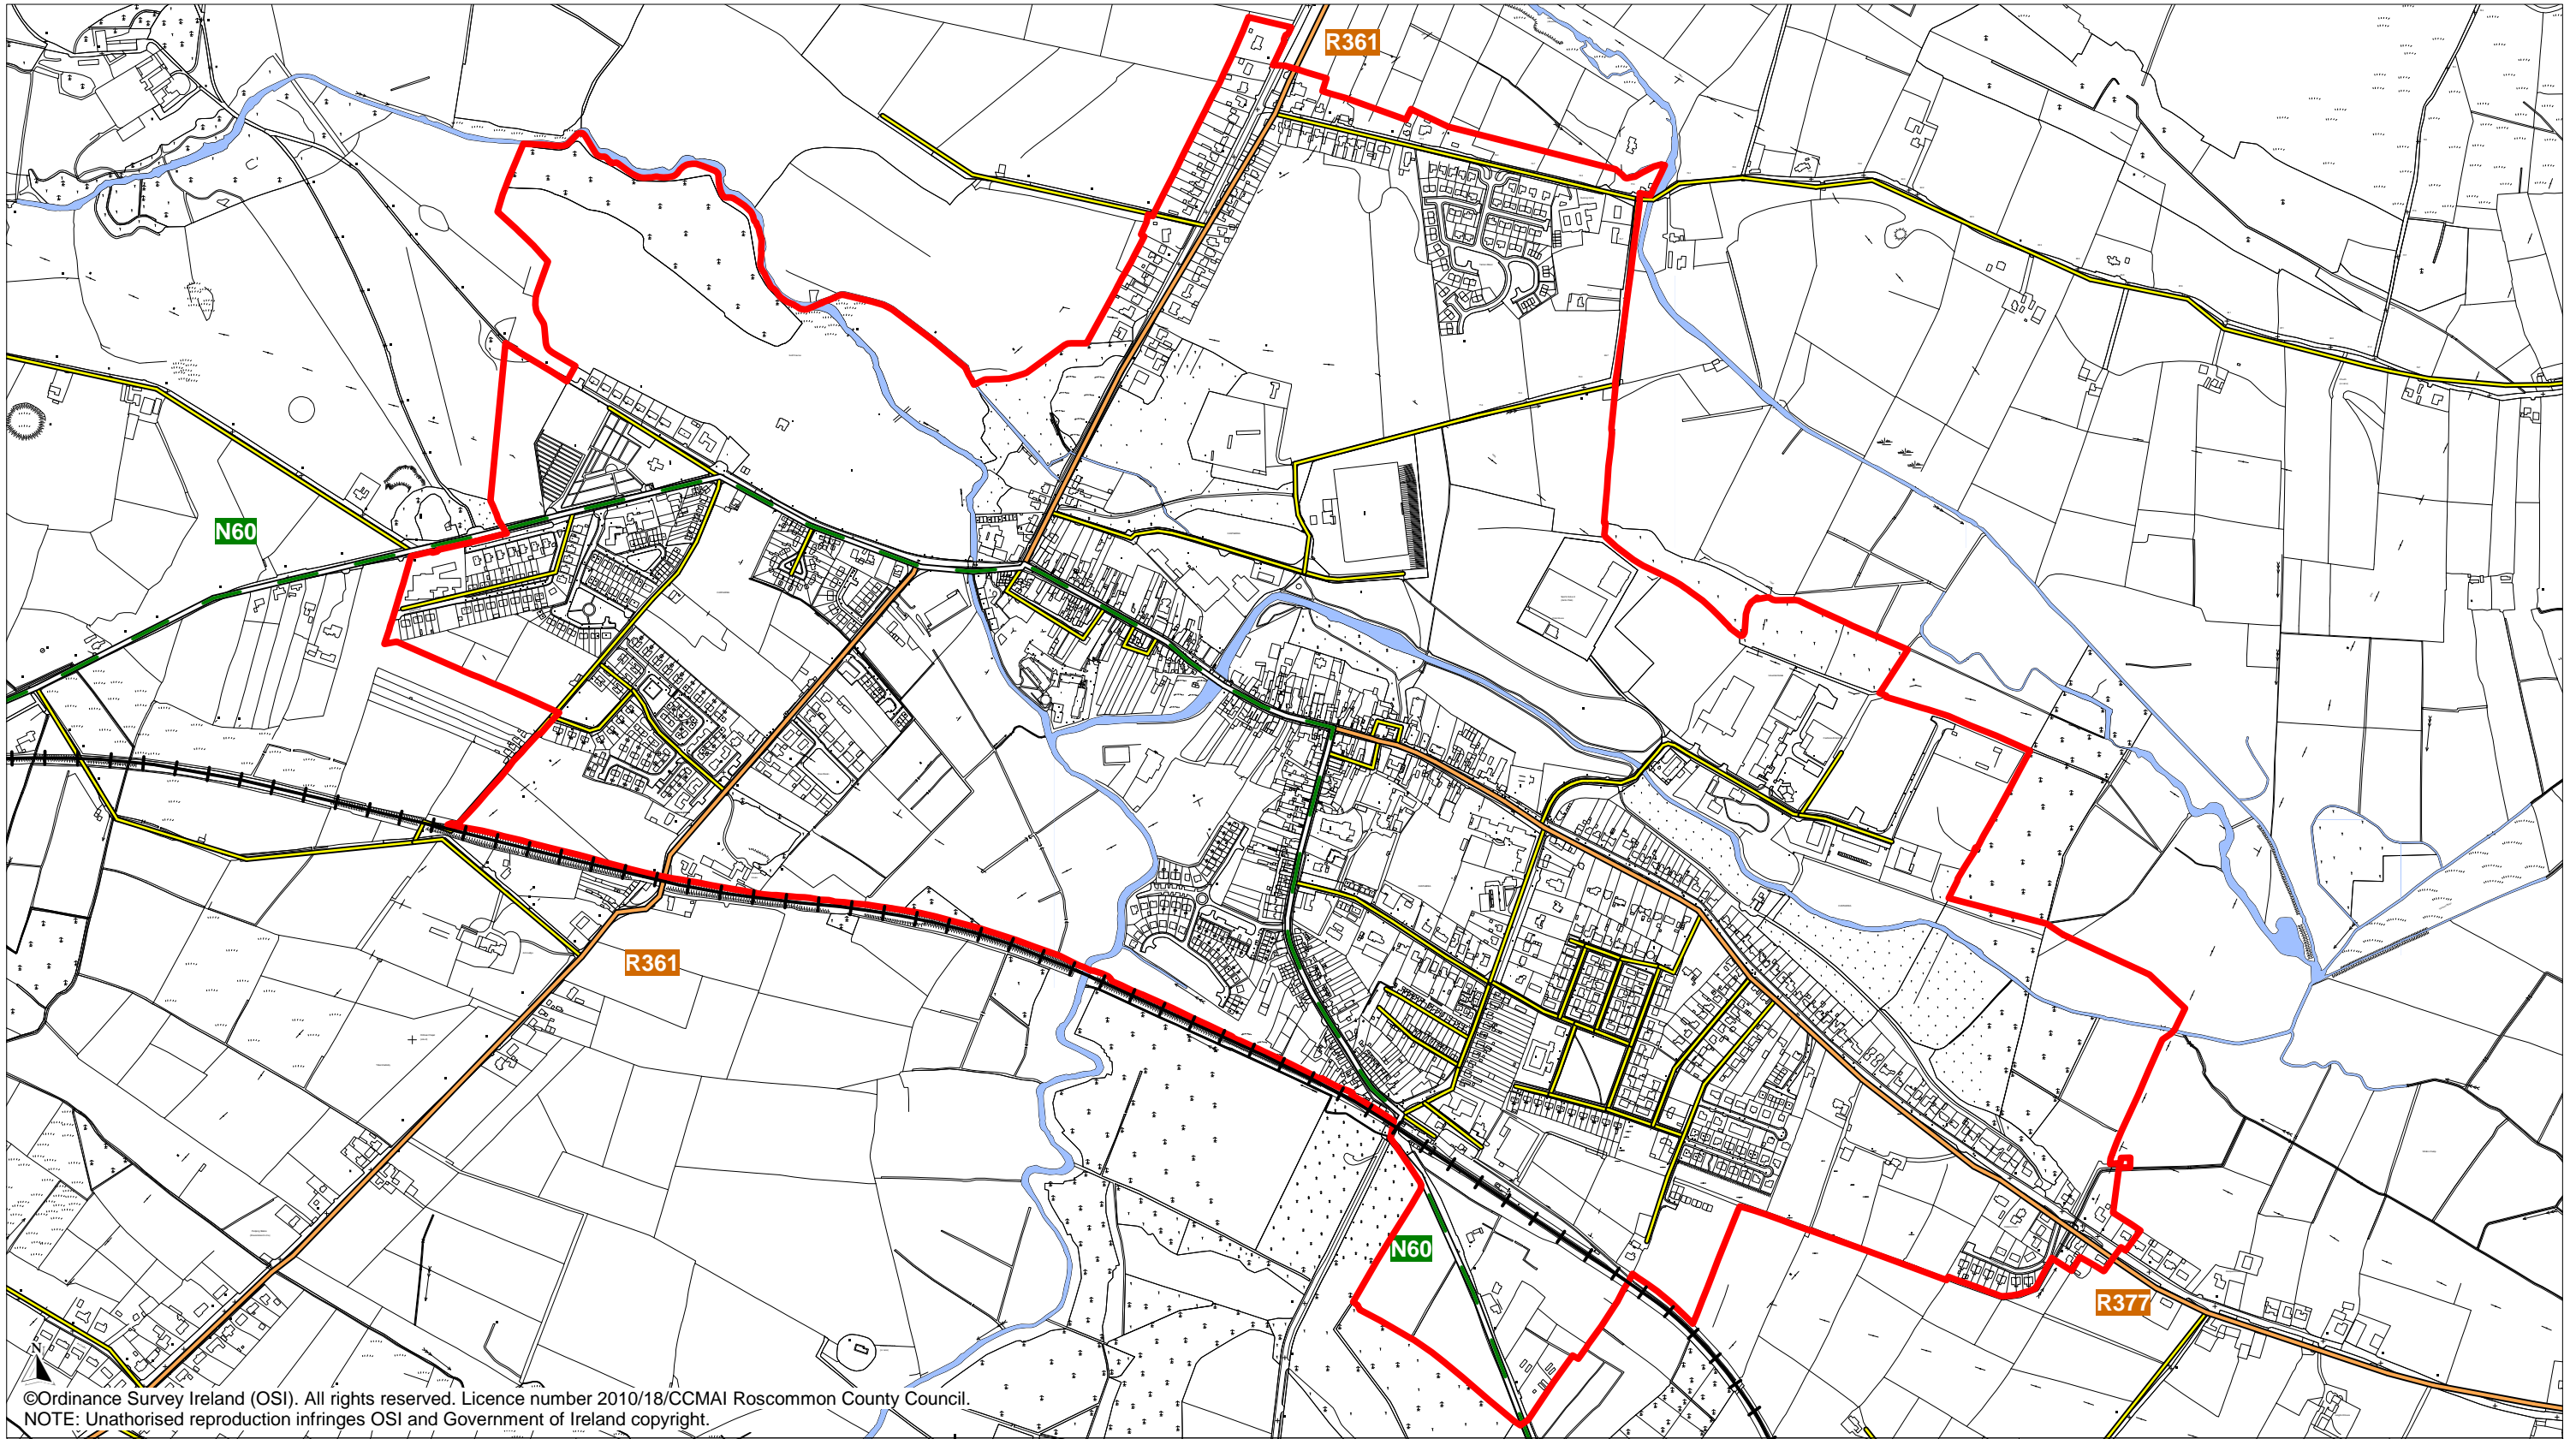 R361
N60
R361
N60
R377
N
©Ordinance Survey Ireland (OSI). All rights reserved. Licence number 2010/18/CCMAI Roscommon County Council.
NOTE: Unathorised reproduction infringes OSI and Government of Ireland copyright.